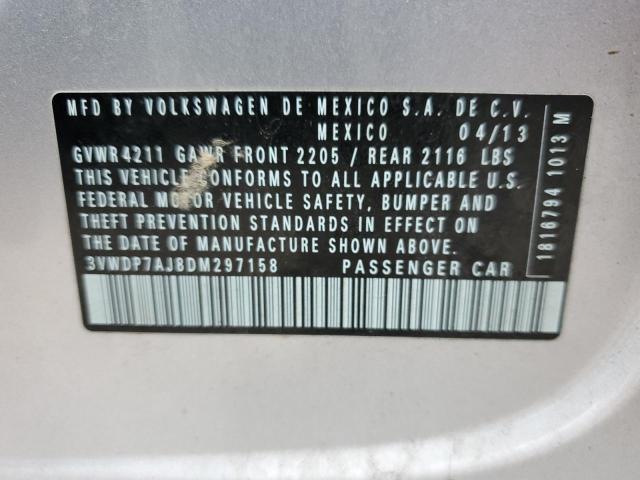 MFD BY VOLKSWAGEN DE MEXICO S.A. DE C.V.
MEXICO 04/13
GVWR 4211 GAWR FRONT 2205 / REAR 2116 LBS
THIS VEHICLE CONFORMS TO ALL APPLICABLE U.S.
FEDERAL MOTOR VEHICLE SAFETY, BUMPER AND
THEFT PREVENTION STANDARDS IN EFFECT ON
THE DATE OF MANUFACTURE SHOWN ABOVE.
3VWDP7AJ8DM297158 PASSENGER CAR
1816794 1013 M